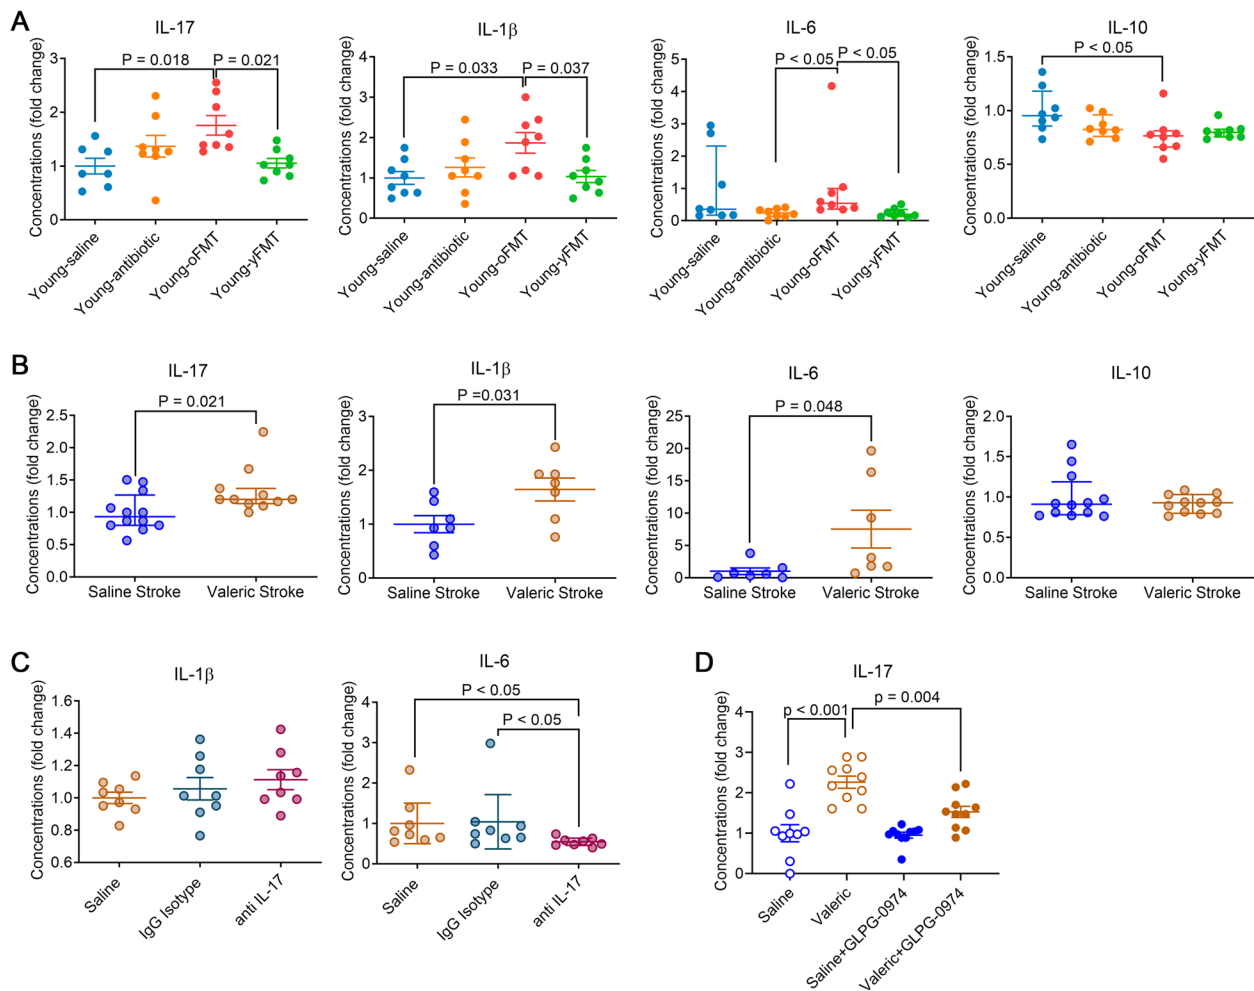 A
IL-17
Concentrations (fold change)
3
2
1
0
P = 0.018
P = 0.021
Young-saline
Young-antibiotic
Young-oFMT
Young-yFMT
IL-1β
Concentrations (fold change)
4
3
2
1
0
P = 0.033
P = 0.037
Young-saline
Young-antibiotic
Young-oFMT
Young-yFMT
IL-6
Concentrations (fold change)
5
4
3
2
1
0
P < 0.05
P < 0.05
Young-saline
Young-antibiotic
Young-oFMT
Young-yFMT
IL-10
Concentrations (fold change)
1.5
1.0
0.5
0.0
P < 0.05
Young-saline
Young-antibiotic
Young-oFMT
Young-yFMT
B
IL-17
Concentrations (fold change)
2.5
2.0
1.5
1.0
0.5
0.0
P = 0.021
Saline Stroke
Valeric Stroke
IL-1β
Concentrations (fold change)
3
2
1
0
P =0.031
Saline Stroke
Valeric Stroke
IL-6
Concentrations (fold change)
25
20
15
10
5
0
P = 0.048
Saline Stroke
Valeric Stroke
IL-10
Concentrations (fold change)
2.0
1.5
1.0
0.5
0.0
Saline Stroke
Valeric Stroke
C
IL-1β
Concentrations (fold change)
1.6
1.4
1.2
1.0
0.8
0.6
Saline
IgG Isotype
anti IL-17
IL-6
Concentrations (fold change)
4
3
2
1
0
P < 0.05
P < 0.05
Saline
IgG Isotype
anti IL-17
D
IL-17
Concentrations (fold change)
4
3
2
1
0
p < 0.001
p = 0.004
Saline
Valeric
Saline+GLPG-0974
Valeric+GLPG-0974